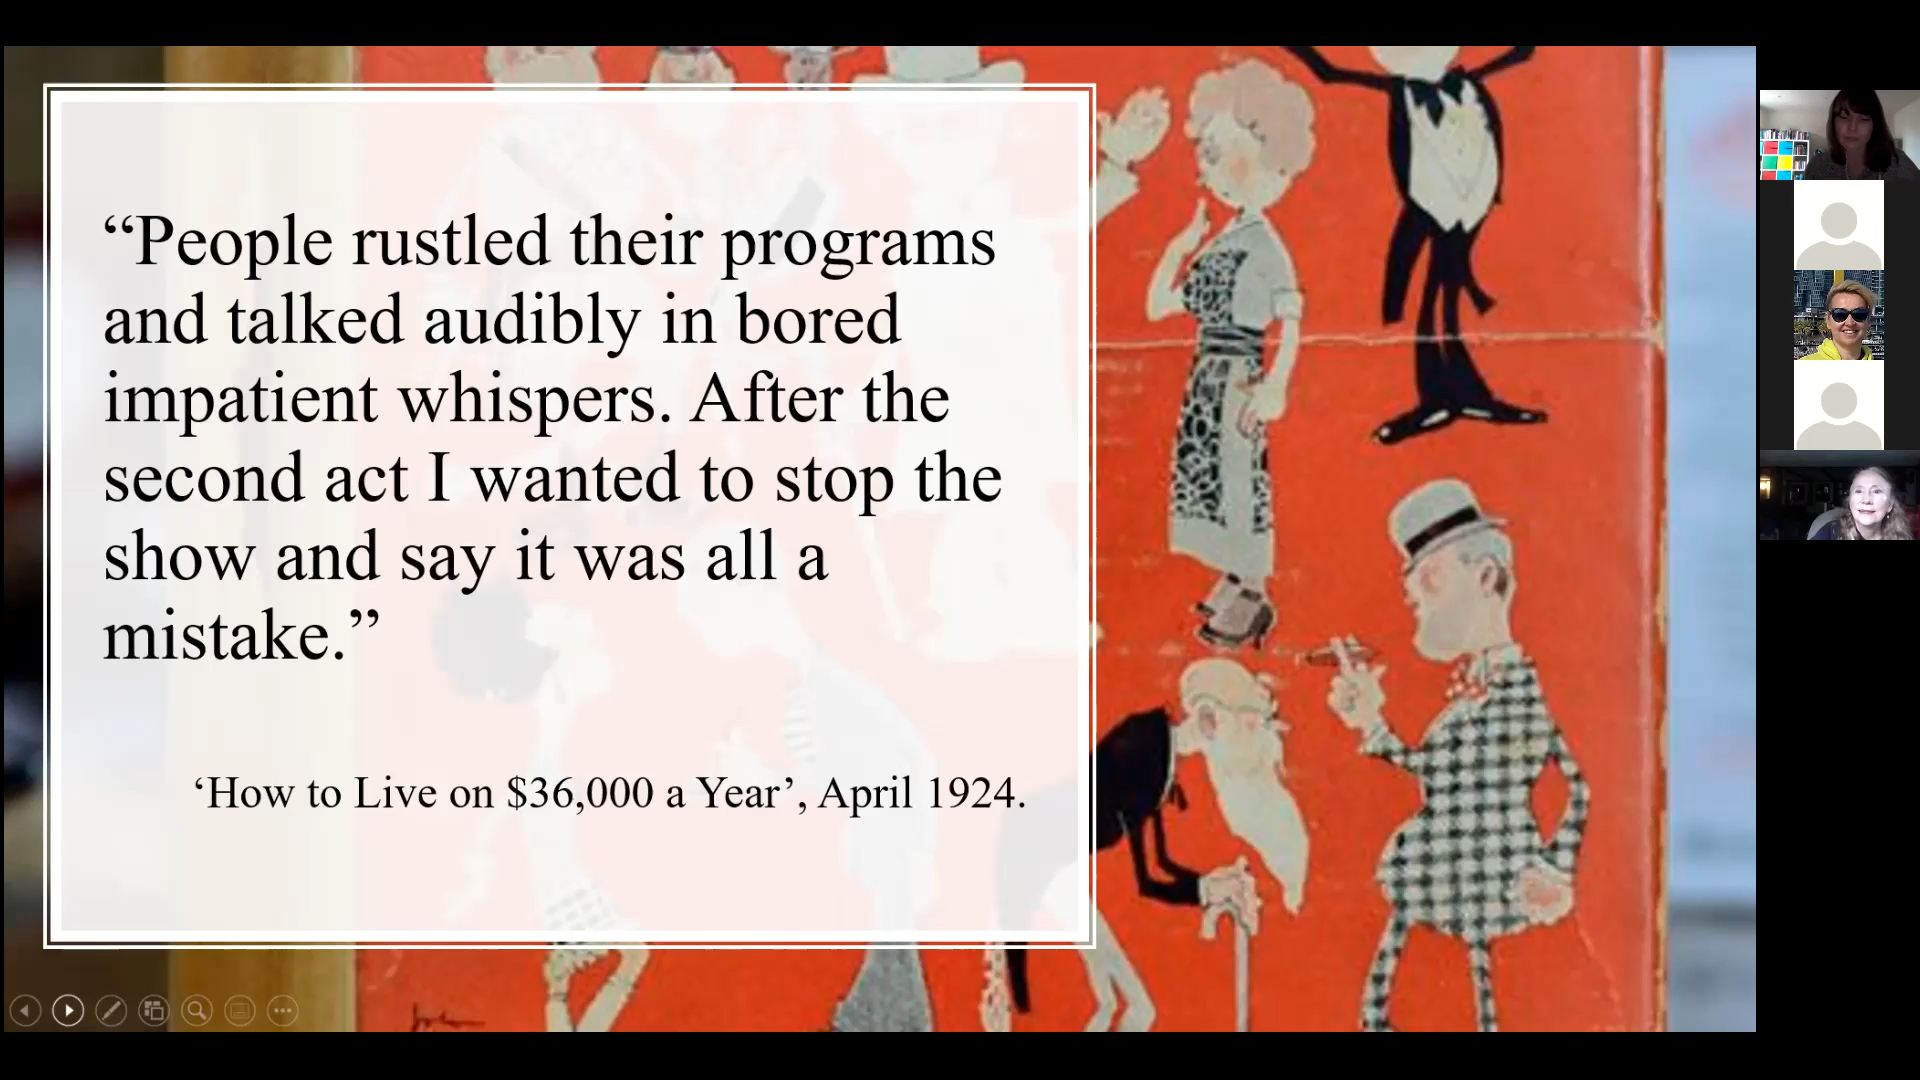 “People rustled their programs
and talked audibly in bored
impatient whispers. After the
second act I wanted to stop the
show and say it was all a
mistake.”
‘How to Live on $36,000 a Year’, April 1924.